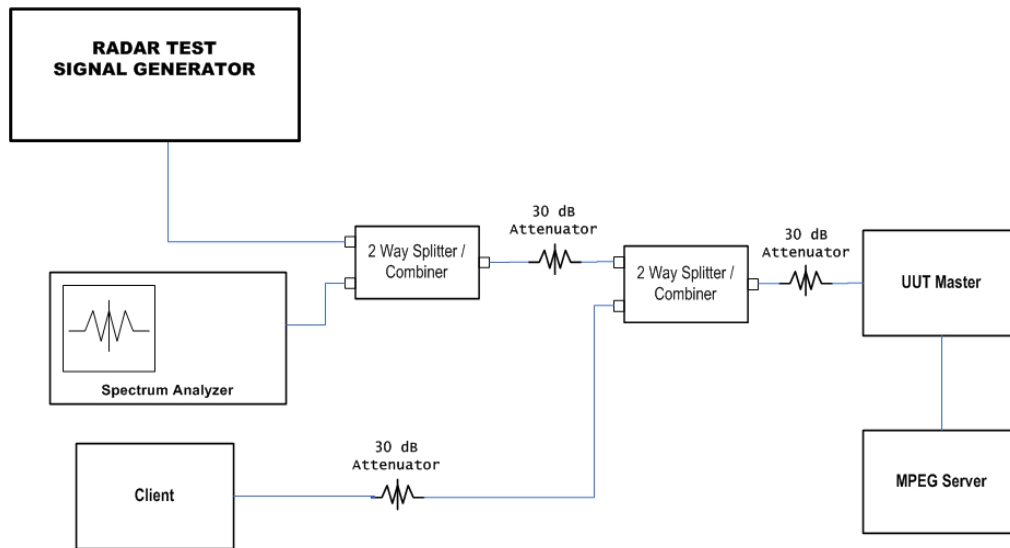 RADAR TEST
SIGNAL GENERATOR
30 dB
Attenuator
2 Way Splitter /
Combiner
30 dB
Attenuator
2 Way Splitter /
Combiner
UUT Master
Spectrum Analyzer
30 dB
Attenuator
Client
MPEG Server